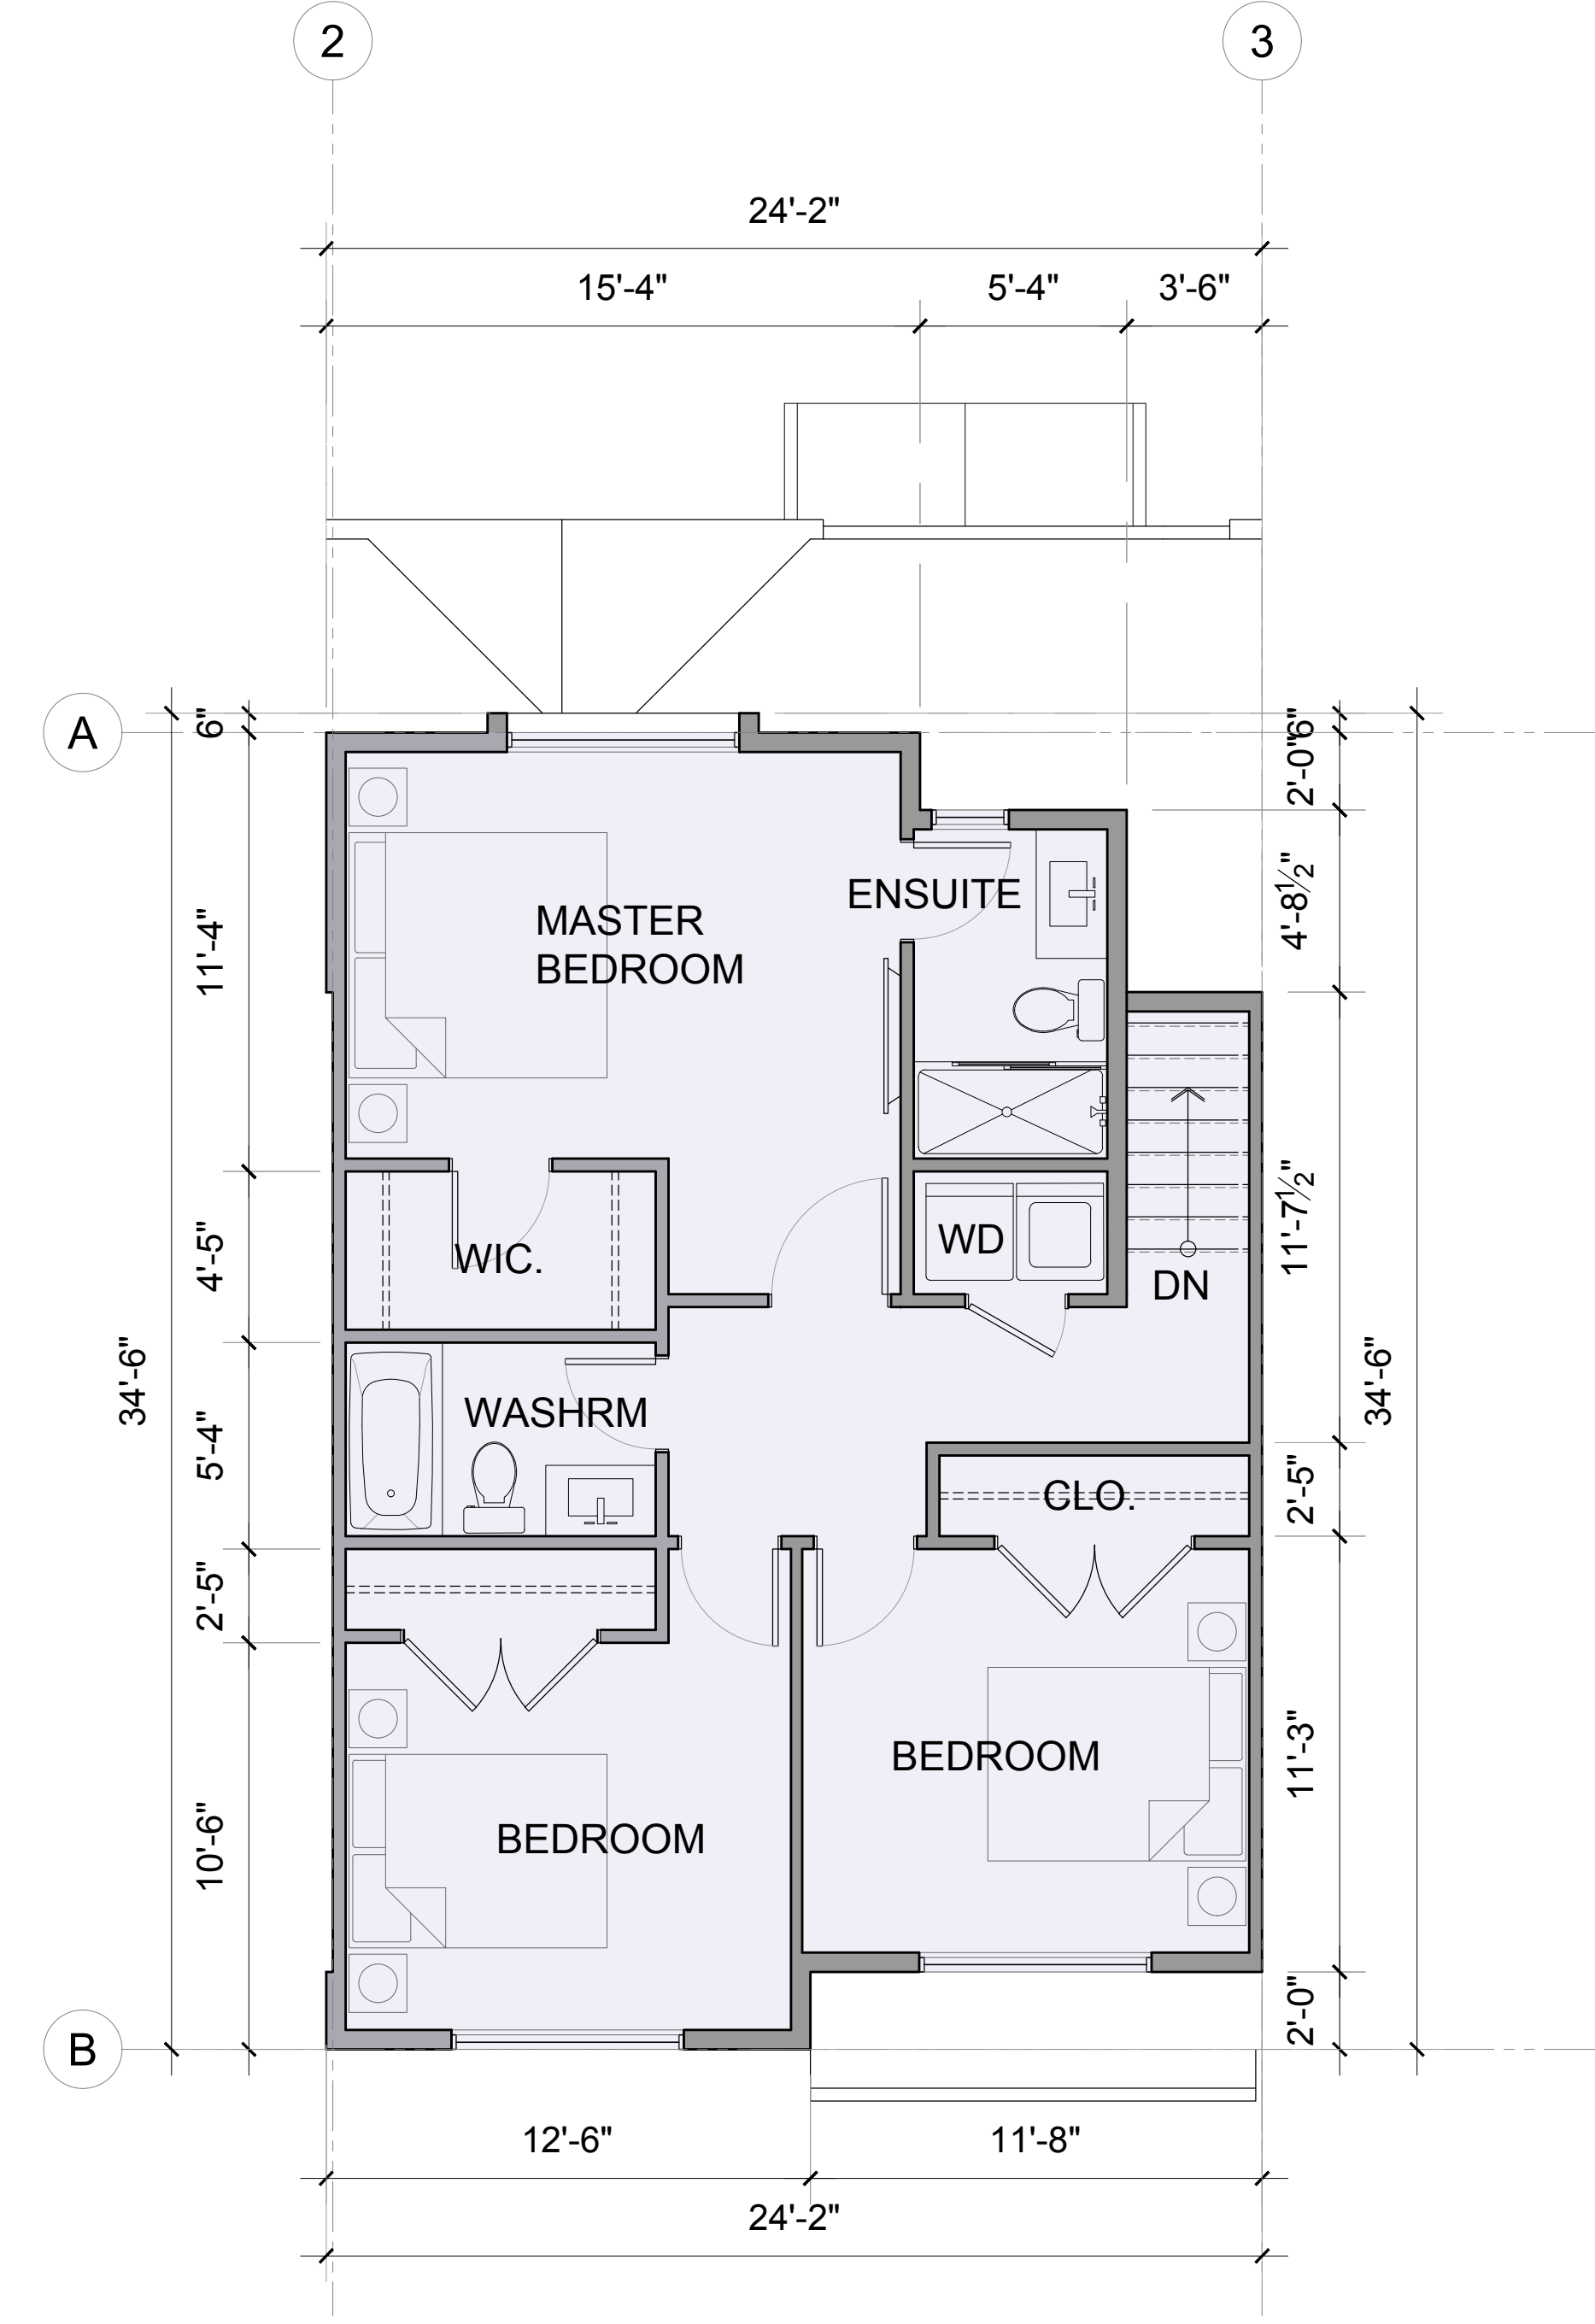 2
3
24'-2"
15'-4"
5'-4"
3'-6"
A
6"
6"
2'-0"
4'-8½"
11'-4"
ENSUITE
MASTER
BEDROOM
4'-5"
WIC.
WD
DN
11'-7½"
34'-6"
34'-6"
5'-4"
WASHRM
CLO.
2'-5"
2'-5"
BEDROOM
11'-3"
BEDROOM
10'-6"
2'-0"
B
12'-6"
11'-8"
24'-2"